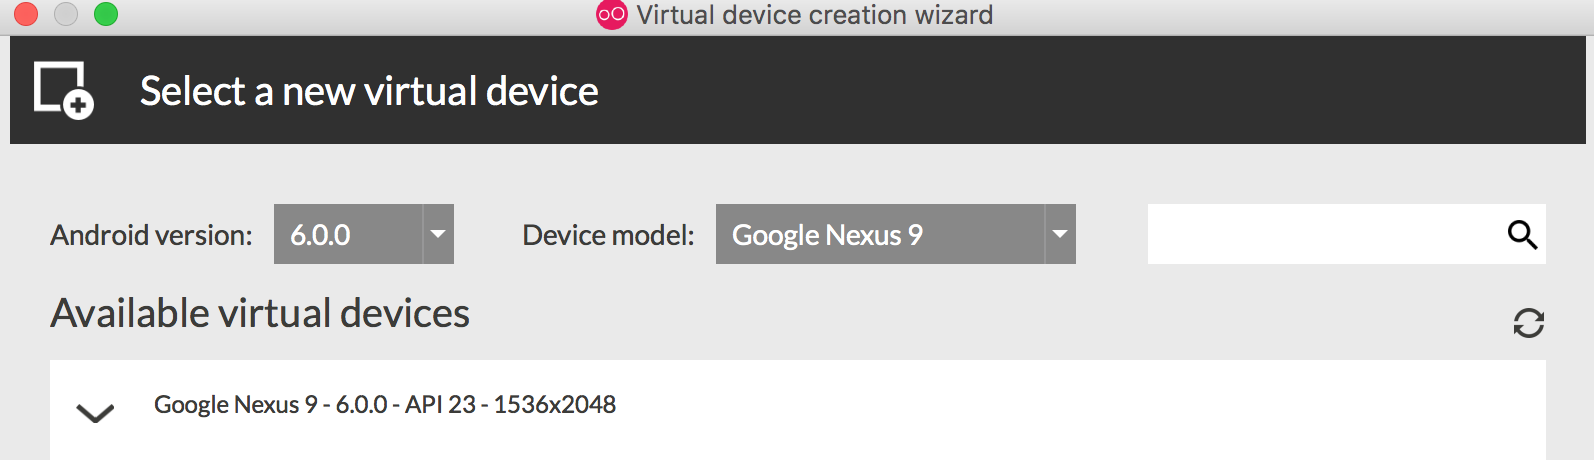 Virtual device creation wizard
Select a new virtual device
Android version: 6.0.0 Device model: Google Nexus 9
Available virtual devices
Google Nexus 9 - 6.0.0 - API 23 - 1536x2048